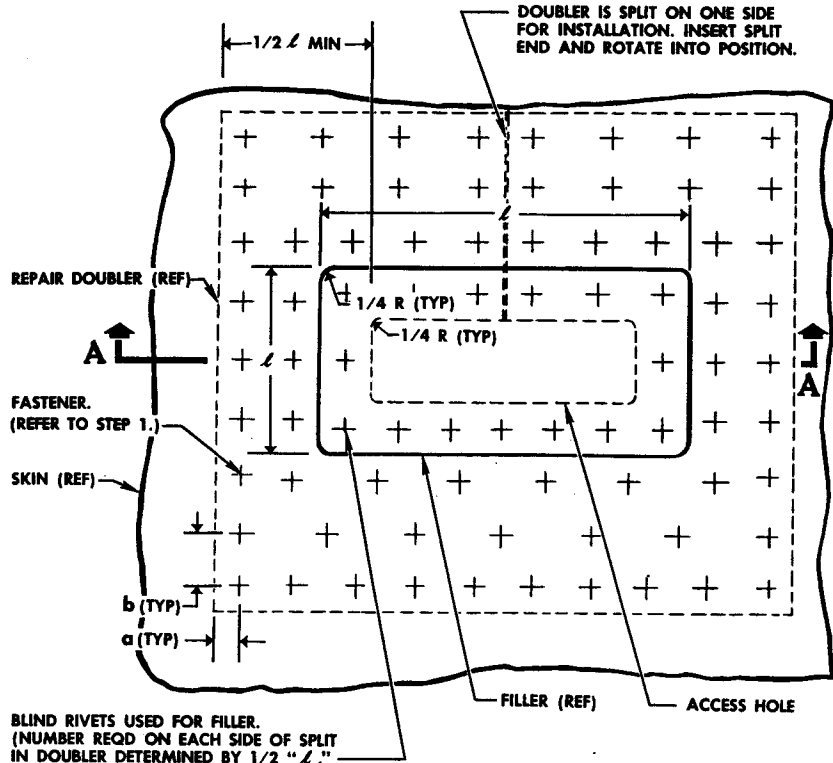 DOUBLER IS SPLIT ON ONE SIDE
FOR INSTALLATION. INSERT SPLIT
END AND ROTATE INTO POSITION.
1/2 ℓ MIN
ℓ
REPAIR DOUBLER (REF)
1/4 R (TYP)
1/4 R (TYP)
A
ℓ
A
FASTENER.
(REFER TO STEP 1.)
SKIN (REF)
b (TYP)
a (TYP)
FILLER (REF)
ACCESS HOLE
BLIND RIVETS USED FOR FILLER.
(NUMBER REQD ON EACH SIDE OF SPLIT
IN DOUBLER DETERMINED BY 1/2 "ℓ."